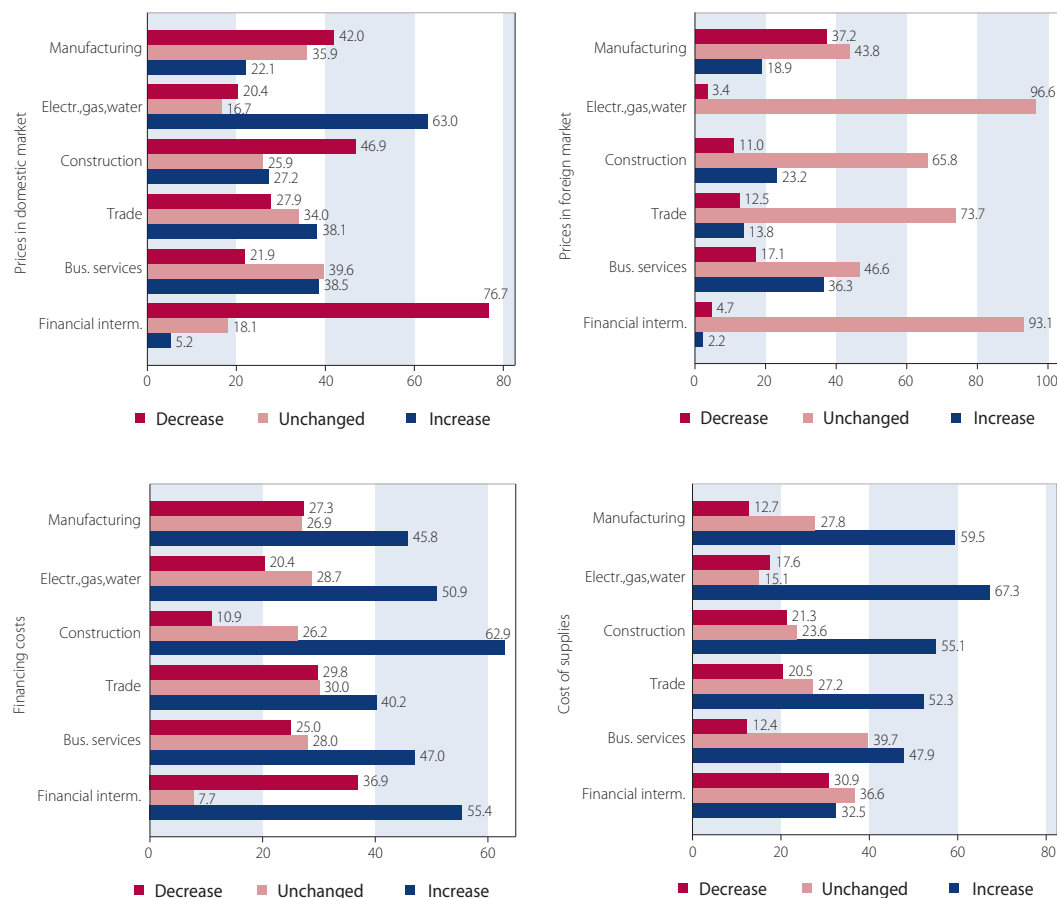 Prices in domestic market
Manufacturing
42.0
35.9
22.1
Electr.,gas,water
20.4
16.7
63.0
Construction
46.9
25.9
27.2
Trade
27.9
34.0
38.1
Bus. services
21.9
39.6
38.5
Financial interm.
76.7
18.1
5.2
0 20 40 60 80
Decrease Unchanged Increase
Prices in foreign market
Manufacturing
37.2
43.8
18.9
Electr.,gas,water
3.4
96.6
Construction
11.0
65.8
23.2
Trade
12.5
73.7
13.8
Bus. services
17.1
46.6
36.3
Financial interm.
4.7
93.1
2.2
0 20 40 60 80 100
Decrease Unchanged Increase
Financing costs
Manufacturing
27.3
26.9
45.8
Electr.,gas,water
20.4
28.7
50.9
Construction
10.9
26.2
62.9
Trade
29.8
30.0
40.2
Bus. services
25.0
28.0
47.0
Financial interm.
36.9
7.7
55.4
0 20 40 60
Decrease Unchanged Increase
Cost of supplies
Manufacturing
12.7
27.8
59.5
Electr.,gas,water
17.6
15.1
67.3
Construction
21.3
23.6
55.1
Trade
20.5
27.2
52.3
Bus. services
12.4
39.7
47.9
Financial interm.
30.9
36.6
32.5
0 20 40 60 80
Decrease Unchanged Increase